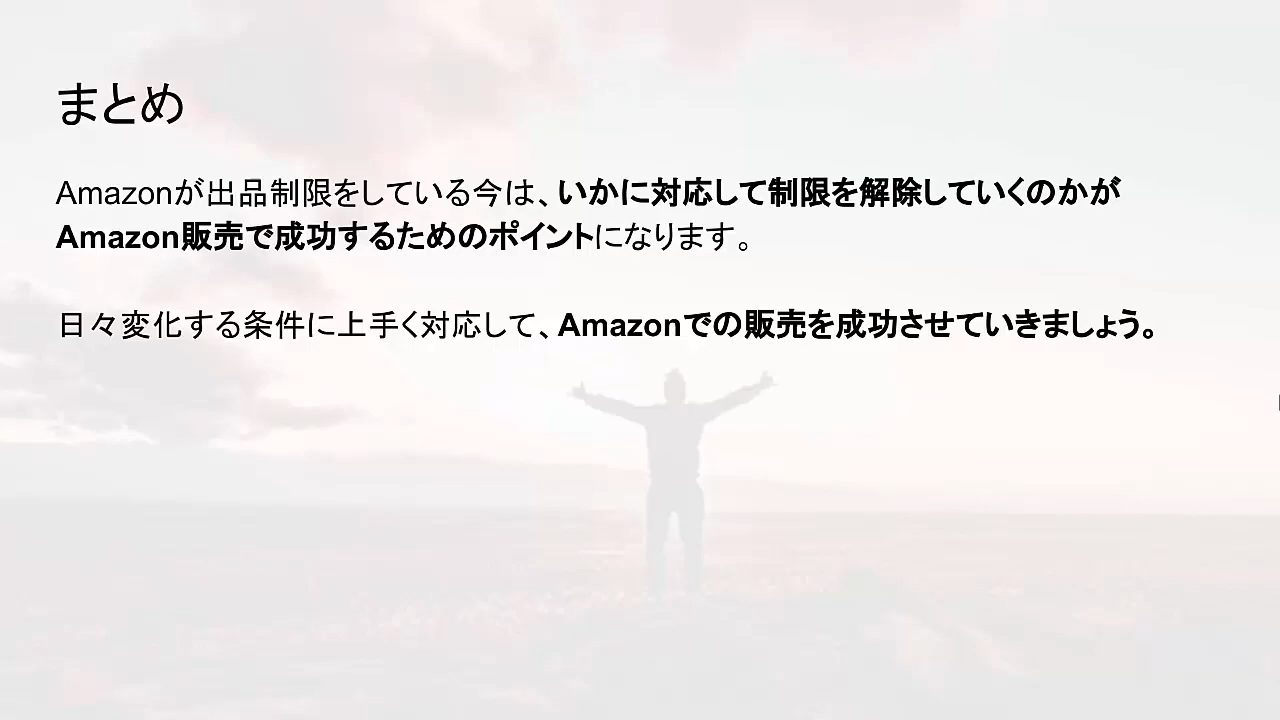 まとめ
Amazonが出品制限をしている今は、いかに対応して制限を解除していくのかが
Amazon販売で成功するためのポイントになります。
日々変化する条件に上手く対応して、Amazonでの販売を成功させていきましょう。